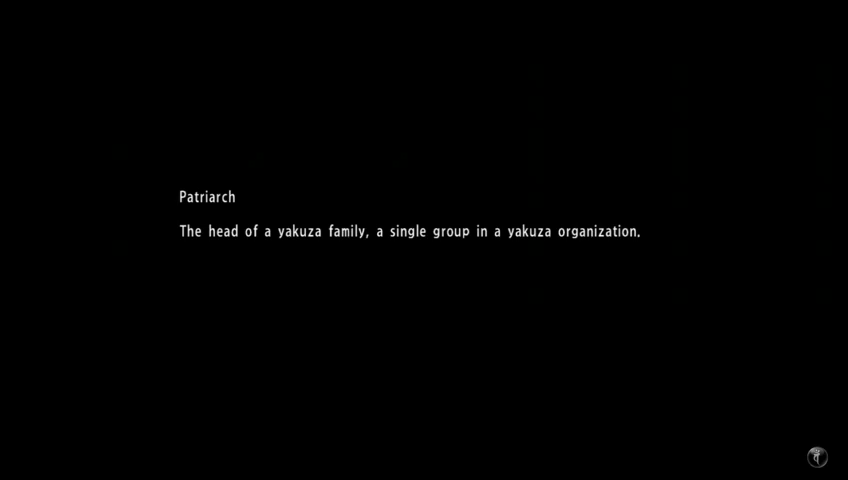 Patriarch
The head of a yakuza family, a single group in a yakuza organization.